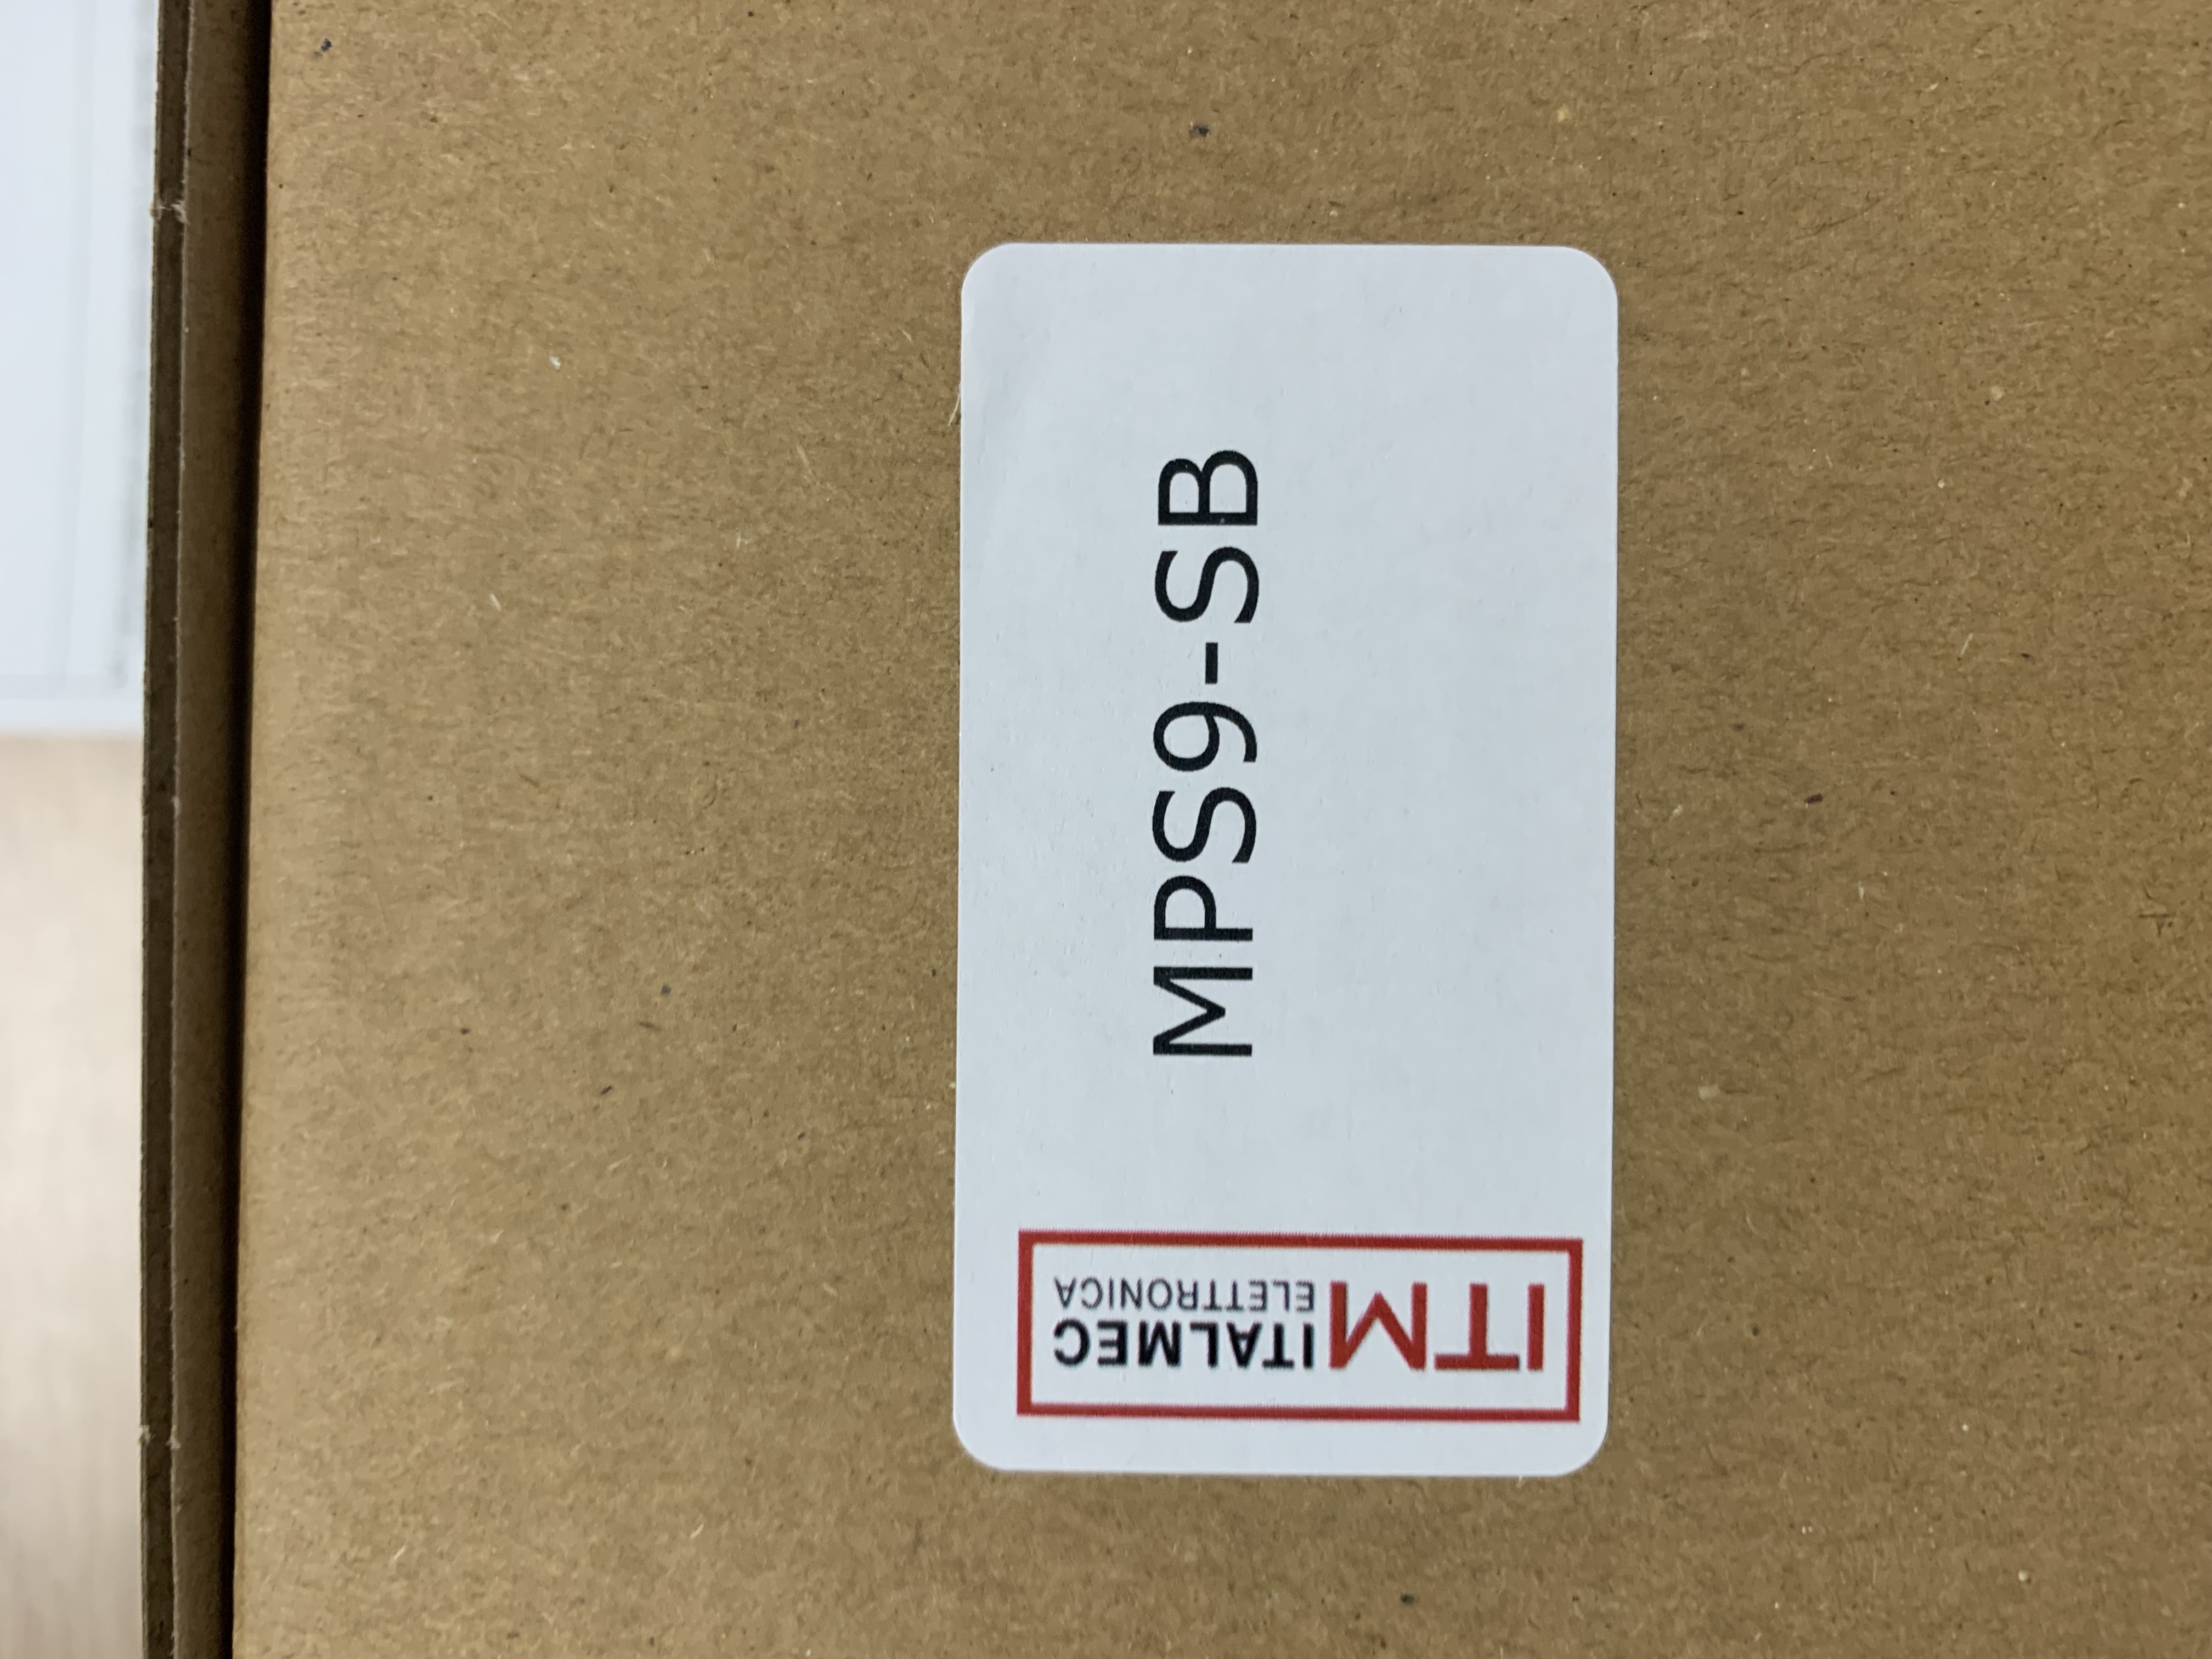 MPS9-SB
ITM ITALMEC
ELETTRONICA